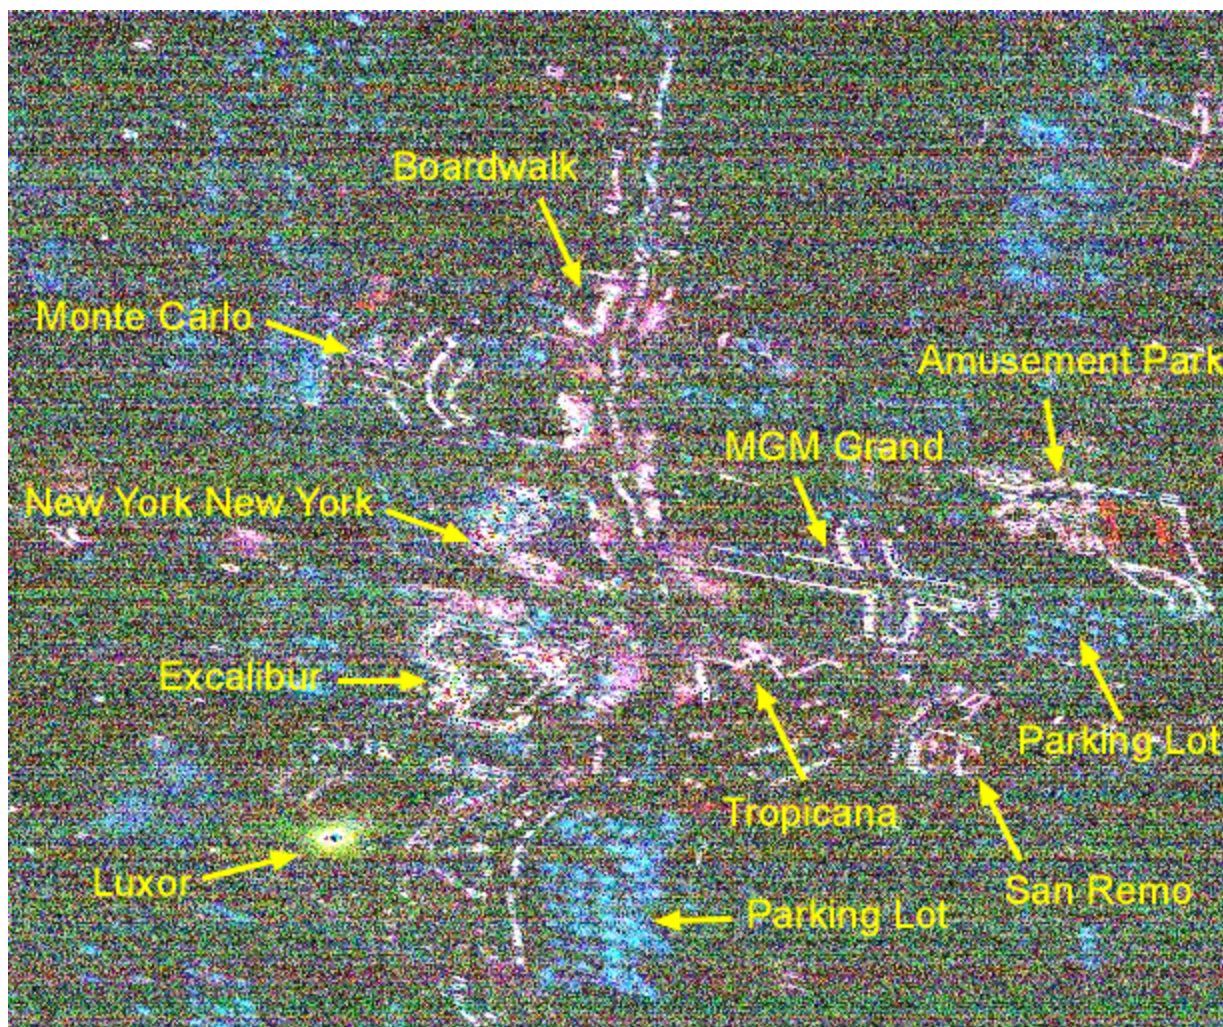 Boardwalk
Monte Carlo
Amusement Park
MGM Grand
New York New York
Excalibur
Parking Lot
Tropicana
Luxor
San Remo
Parking Lot